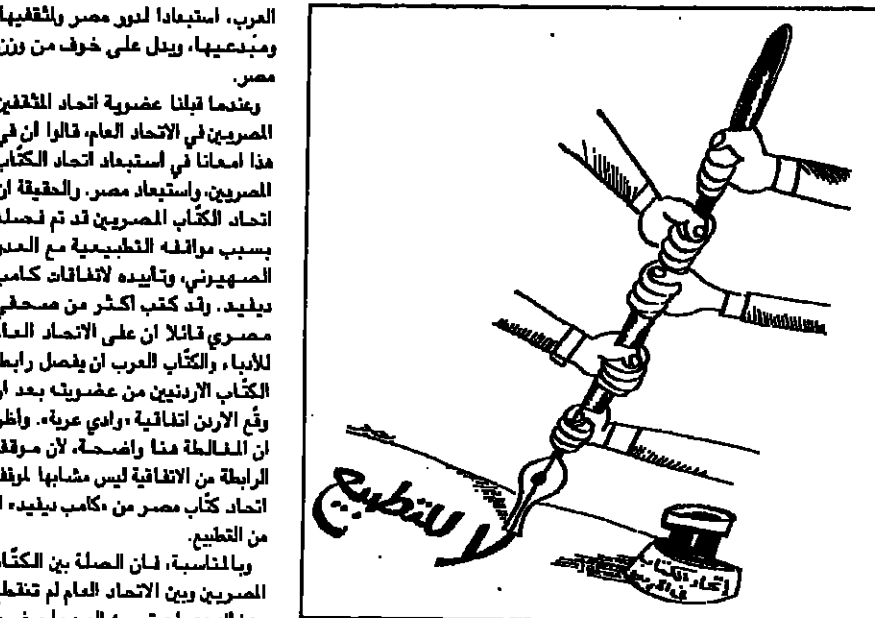 العرب، استبعادا لدور مصر ولمثقفيها
ومبدعيها، ويدل على خوف من وزن
مصر.
وعندما قبلنا عضوية اتحاد المثقفين
المصريين في الاتحاد العام، قالوا ان في
هذا امعانا في استبعاد اتحاد الكتّاب
المصريين، واستبعاد مصر. والحقيقة ان
اتحاد الكتّاب المصريين قد تم فصله
بسبب مواقفه التطبيعية مع العدو
الصهيوني، وتأييده لاتفاقات كامب
ديفيد. وقد كتب اكثر من صحفي
مصري قائلا ان على الاتحاد العام
للأدباء والكتّاب العرب ان يفصل رابطة
الكتّاب الاردنيين من عضويته بعد ان
وقّع الاردن اتفاقية «وادي عربة». وأظن
ان المغالطة هنا واضحة، لأن موقف
الرابطة من الاتفاقية ليس مشابها لموقف
اتحاد كتّاب مصر من «كامب ديفيد»
من التطبيع.
وبالمناسبة، فان الصلة بين الكتّاب
المصريين وبين الاتحاد العام لم تنقطع
لا للتطبيع
إتحاد الكتاب